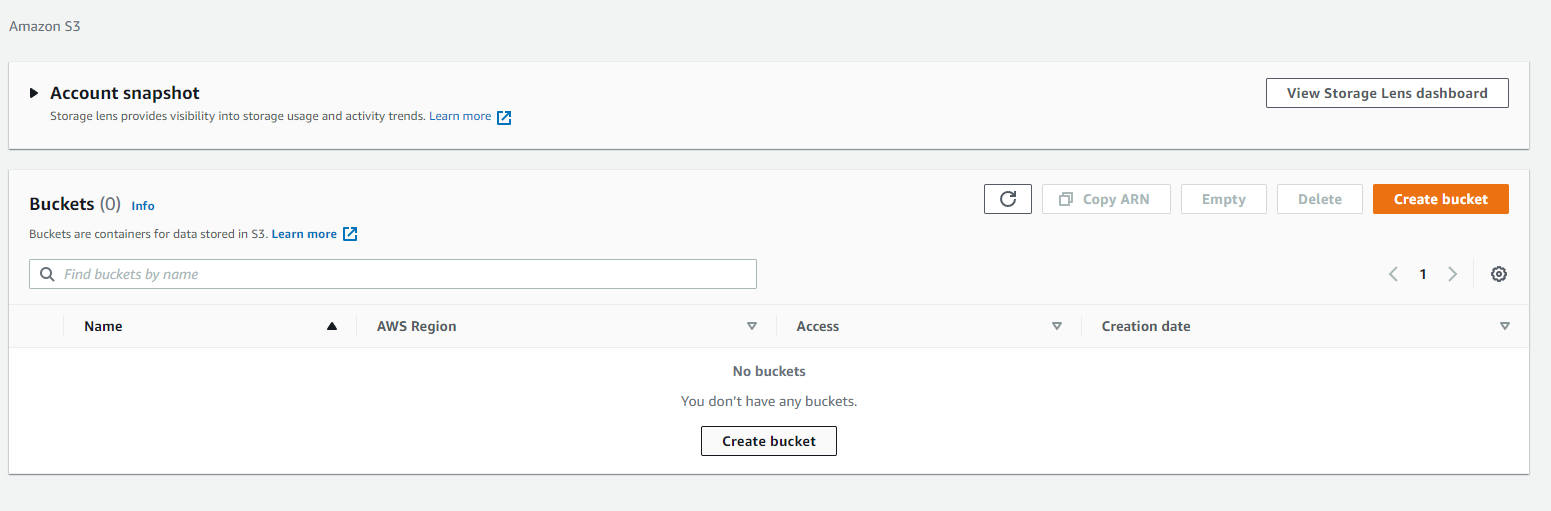 Amazon S3
Account snapshot
View Storage Lens dashboard
Storage lens provides visibility into storage usage and activity trends. Learn more
Buckets (0) Info
Copy ARN
Empty
Delete
Create bucket
Buckets are containers for data stored in S3. Learn more
Find buckets by name
1
Name
AWS Region
Access
Creation date
No buckets
You don't have any buckets.
Create bucket